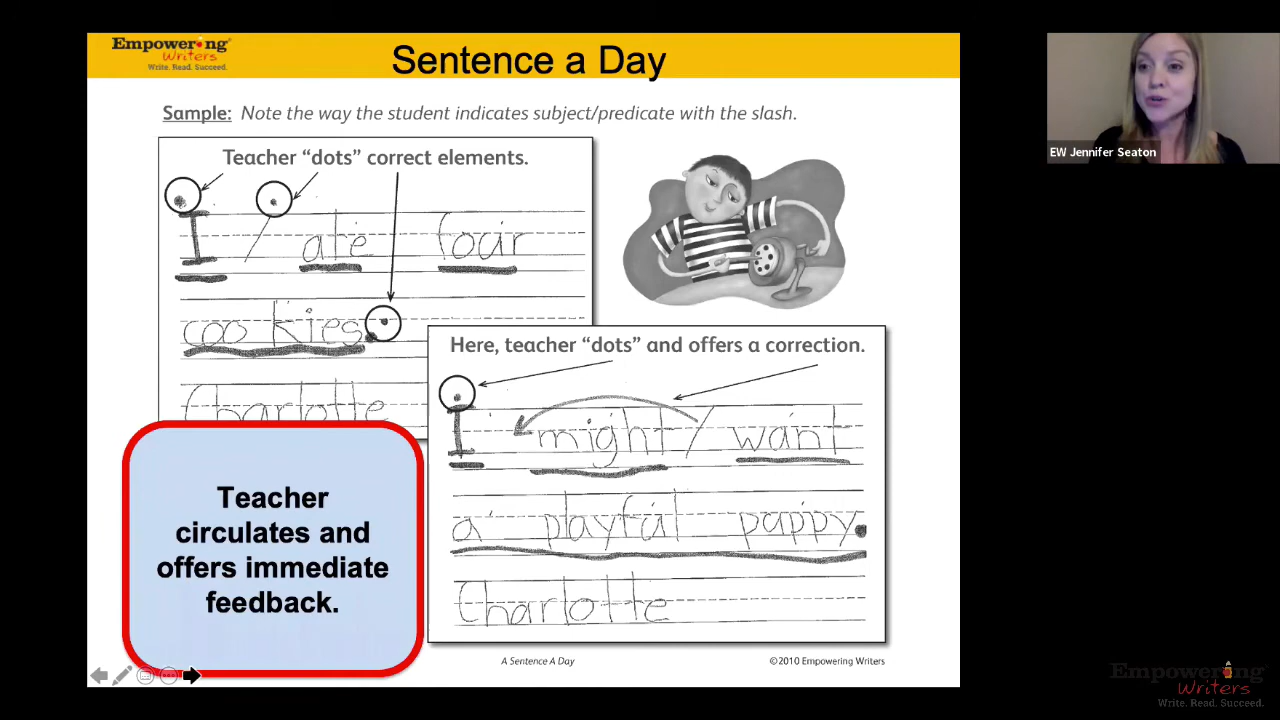 Empowering
Writers
Write. Read. Succeed.
Sentence a Day
Sample: Note the way the student indicates subject/predicate with the slash.
Teacher “dots” correct elements.
I / ate four
cookies.
Charlotte
Here, teacher “dots” and offers a correction.
I might / want
a playful puppy.
Charlotte
Teacher
circulates and
offers immediate
feedback.
A Sentence A Day
©2010 Empowering Writers
EW Jennifer Seaton
Empowering
Writers
Write. Read. Succeed.